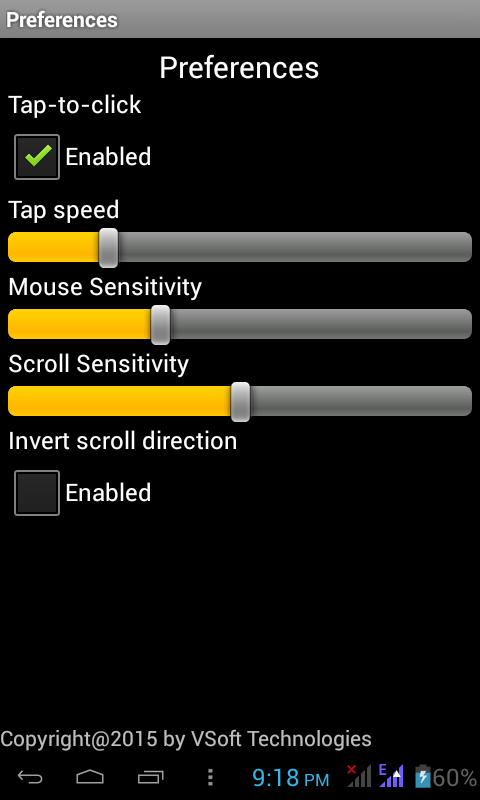 Preferences
Preferences
Tap-to-click
Enabled
Tap speed
Mouse Sensitivity
Scroll Sensitivity
Invert scroll direction
Enabled
Copyright@2015 by VSoft Technologies
9:18 PM E 60%